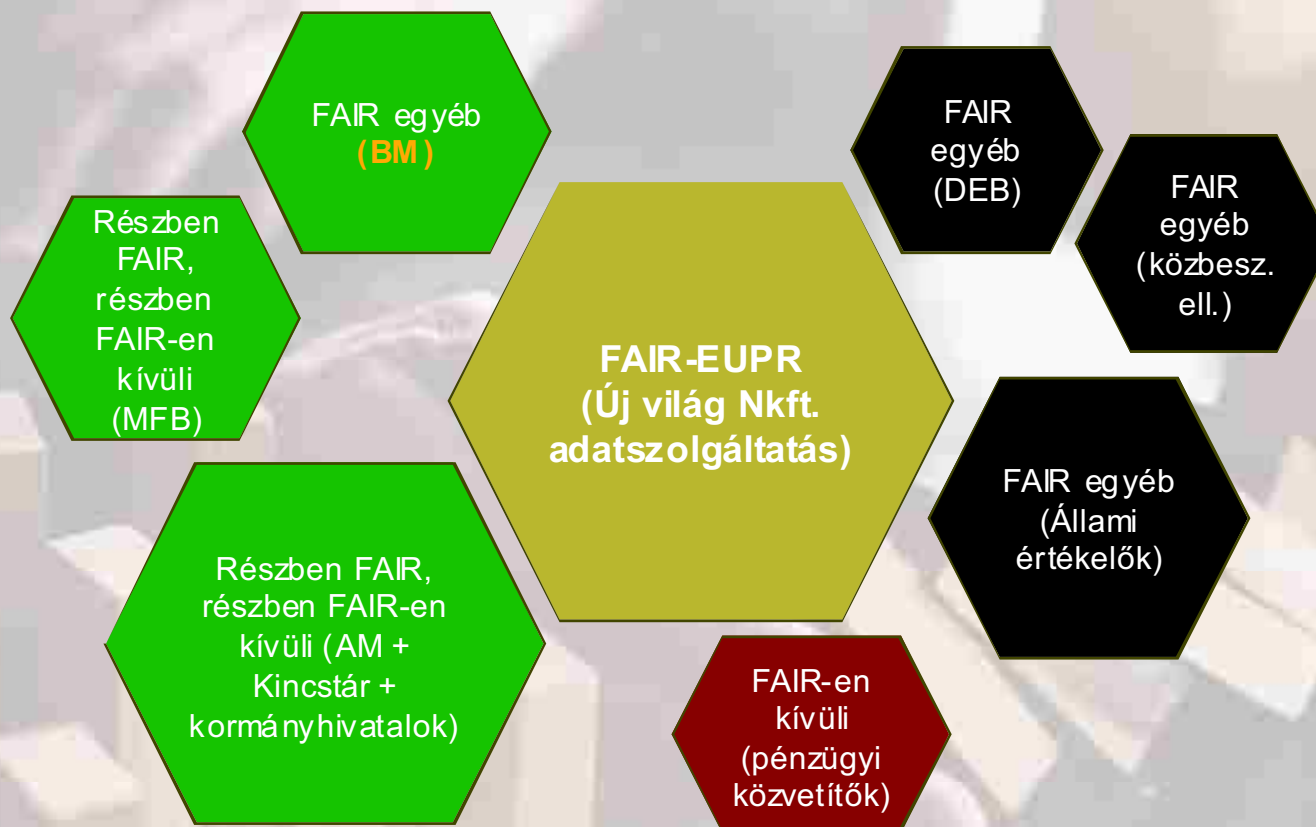 FAIR egyéb
(BM)
FAIR
egyéb
(DEB)
FAIR
egyéb
(közbesz.
ell.)
Részben
FAIR,
részben
FAIR-en
kívüli
(MFB)
FAIR-EUPR
(Új világ Nkft.
adatszolgáltatás)
FAIR egyéb
(Állami
értékelők)
Részben FAIR,
részben FAIR-en
kívüli (AM +
Kincstár +
kormányhivatalok)
FAIR-en
kívüli
(pénzügyi
közvetítők)